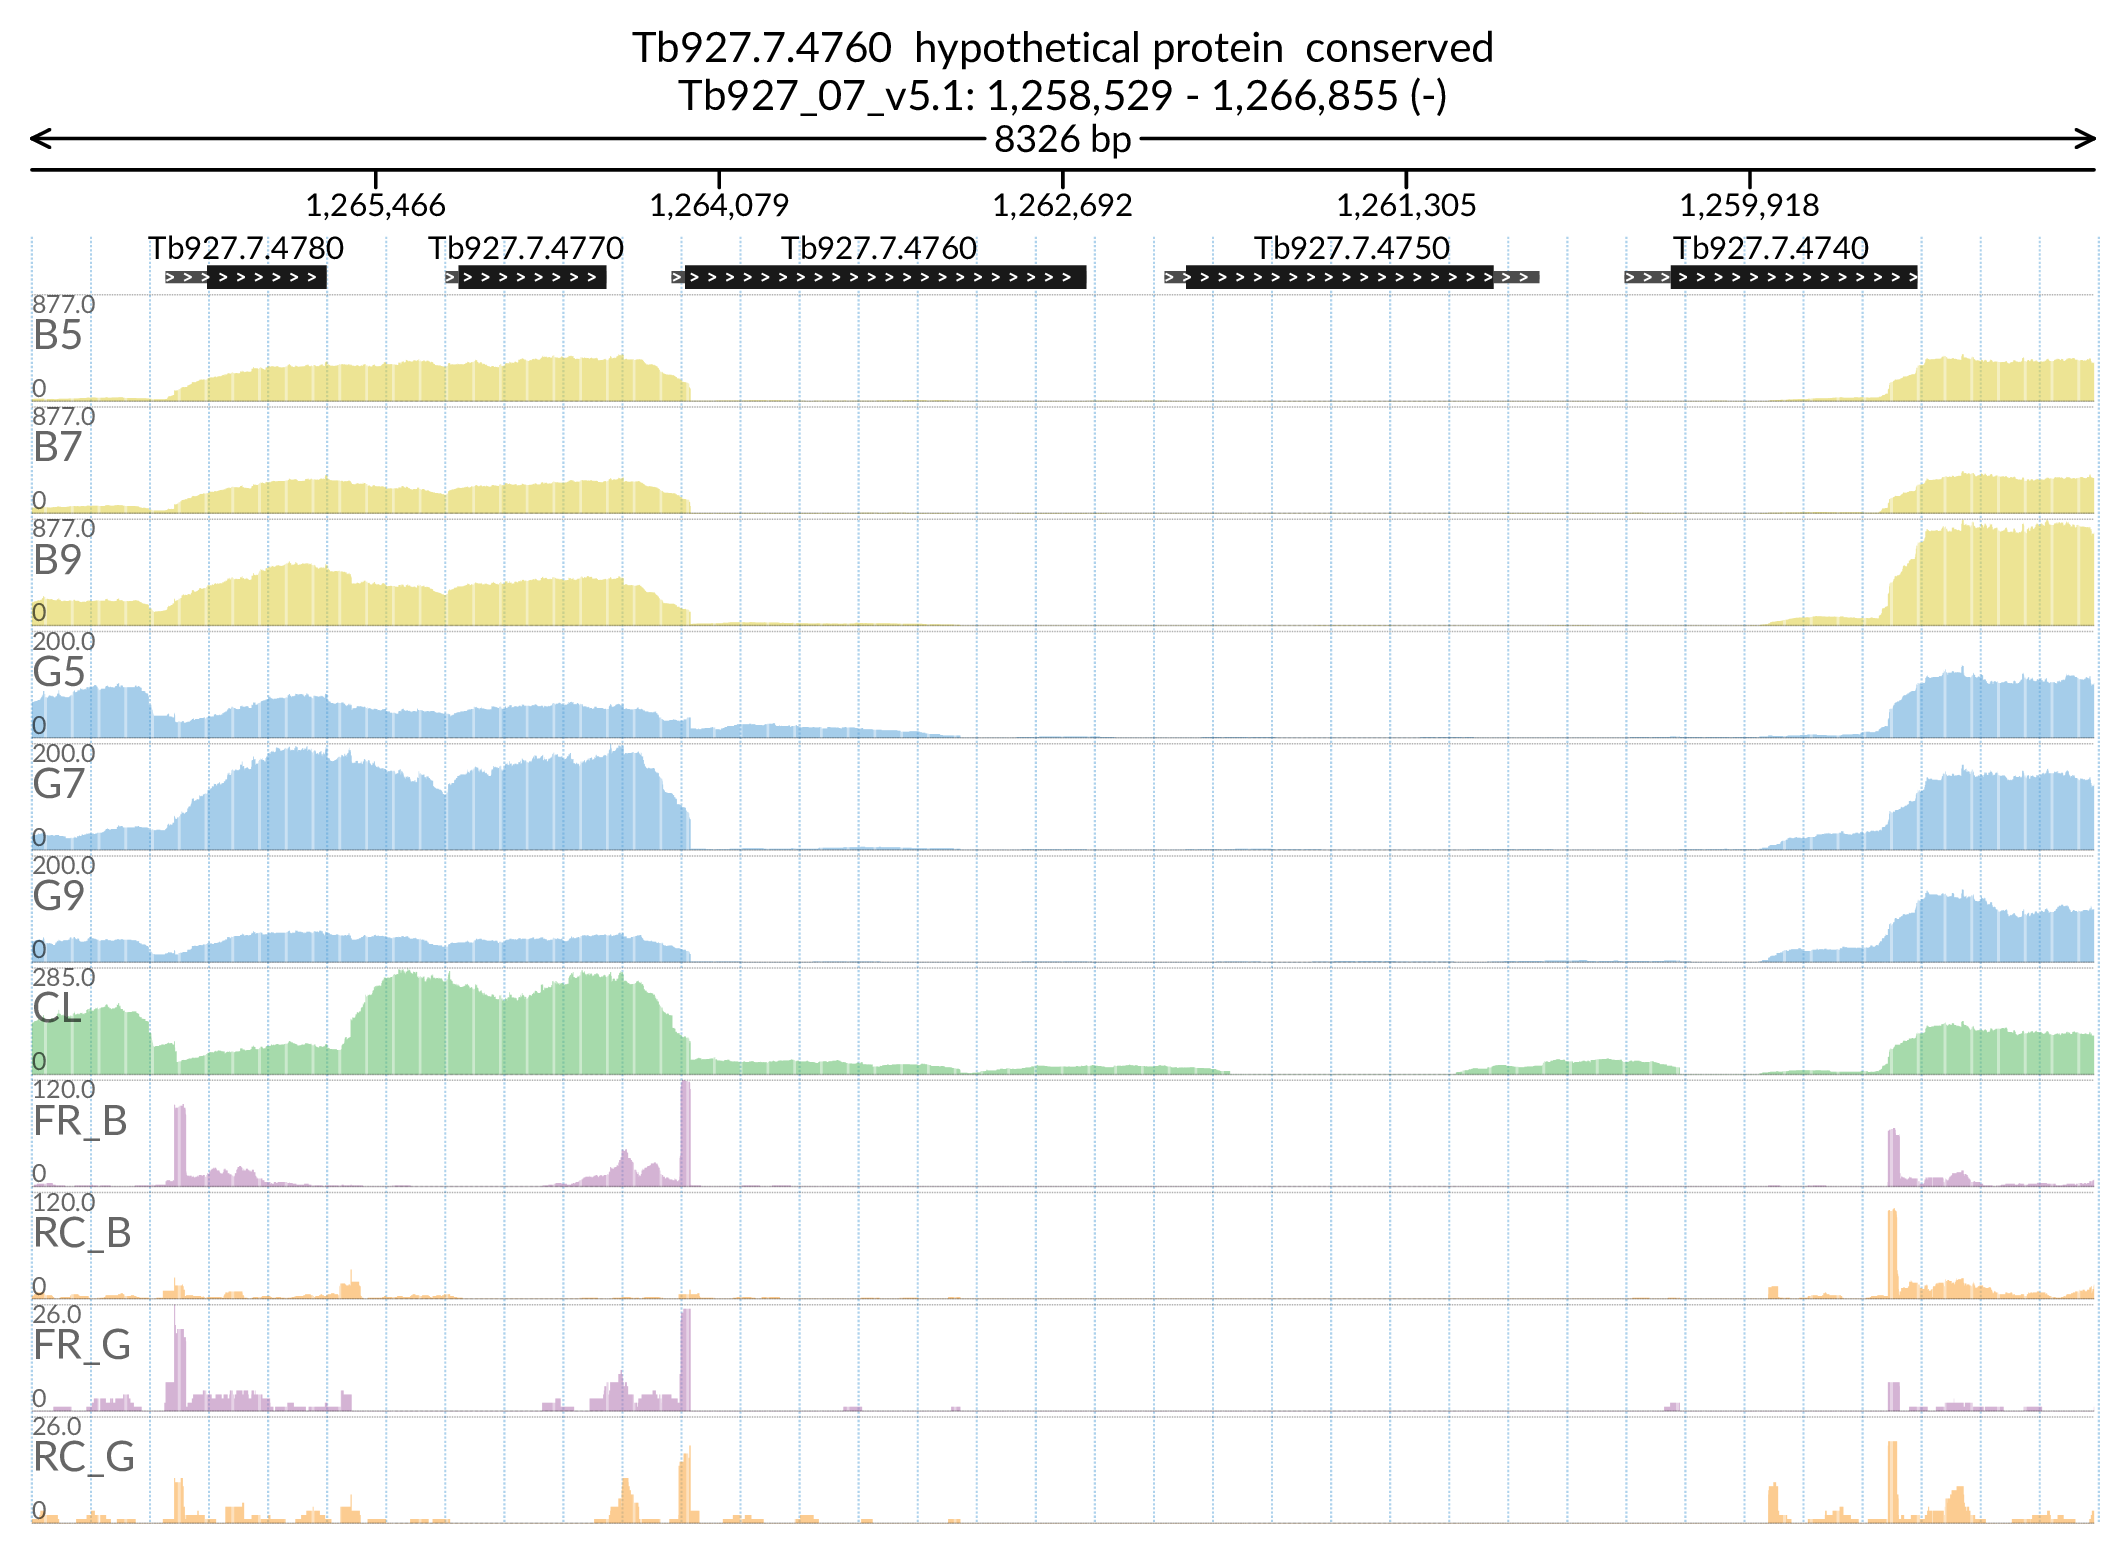 Tb927.7.4760 hypothetical protein conserved
Tb927_07_v5.1: 1,258,529 - 1,266,855 (-)
8326 bp
1,265,466 1,264,079 1,262,692 1,261,305 1,259,918
Tb927.7.4780 Tb927.7.4770 Tb927.7.4760 Tb927.7.4750 Tb927.7.4740
877.0
B5
0
877.0
B7
0
877.0
B9
0
200.0
G5
0
200.0
G7
0
200.0
G9
0
285.0
CL
0
120.0
FR_B
0
120.0
RC_B
0
26.0
FR_G
0
26.0
RC_G
0